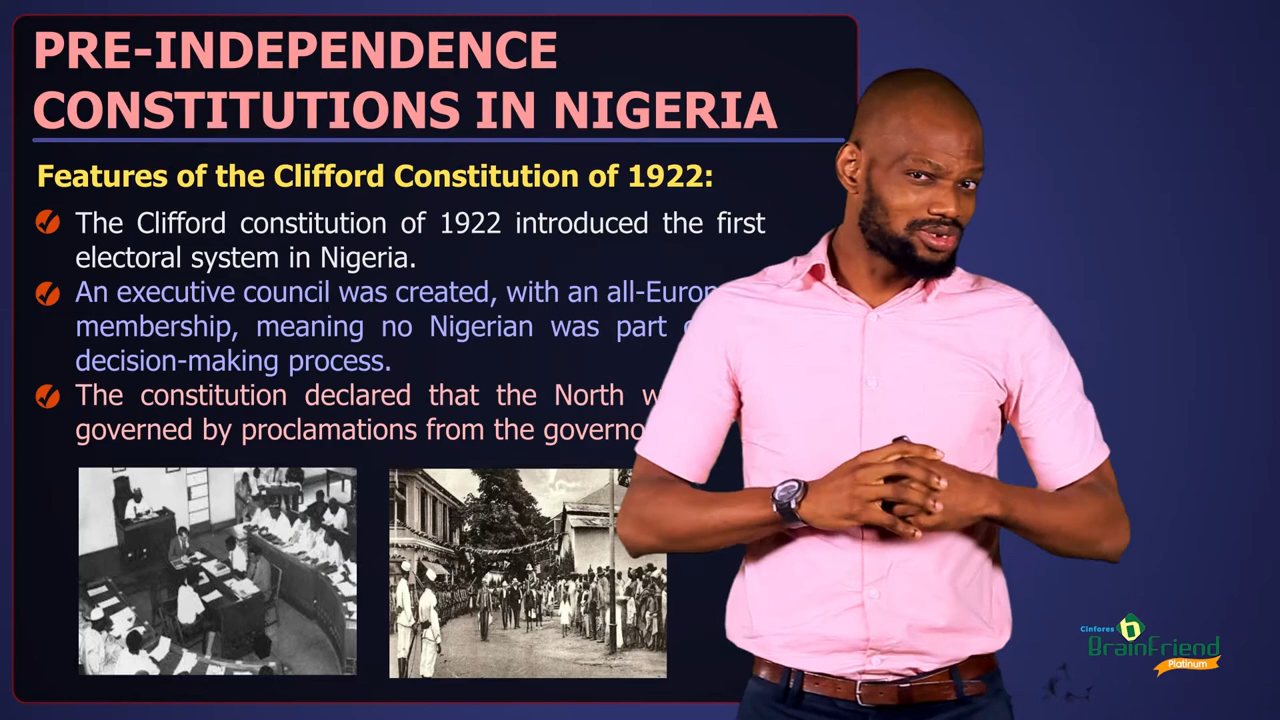 PRE-INDEPENDENCE
CONSTITUTIONS IN NIGERIA
Features of the Clifford Constitution of 1922:
The Clifford constitution of 1922 introduced the first
electoral system in Nigeria.
An executive council was created, with an all-Europ
membership, meaning no Nigerian was part
decision-making process.
The constitution declared that the North w
governed by proclamations from the governo
Cinfores
BrainFriend
Platinum